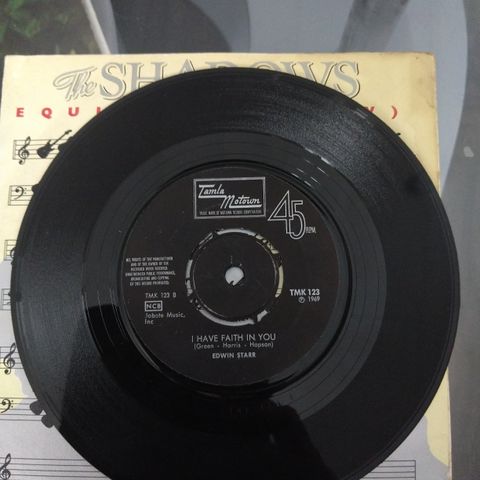 The SHADOWS
EQUI V)
Tamla
Motown
45
RPM
TMK 123 B
NCB
Jobete Music,
Inc
TMK 123
℗ 1969
I HAVE FAITH IN YOU
(Green - Harris - Hopson)
EDWIN STARR